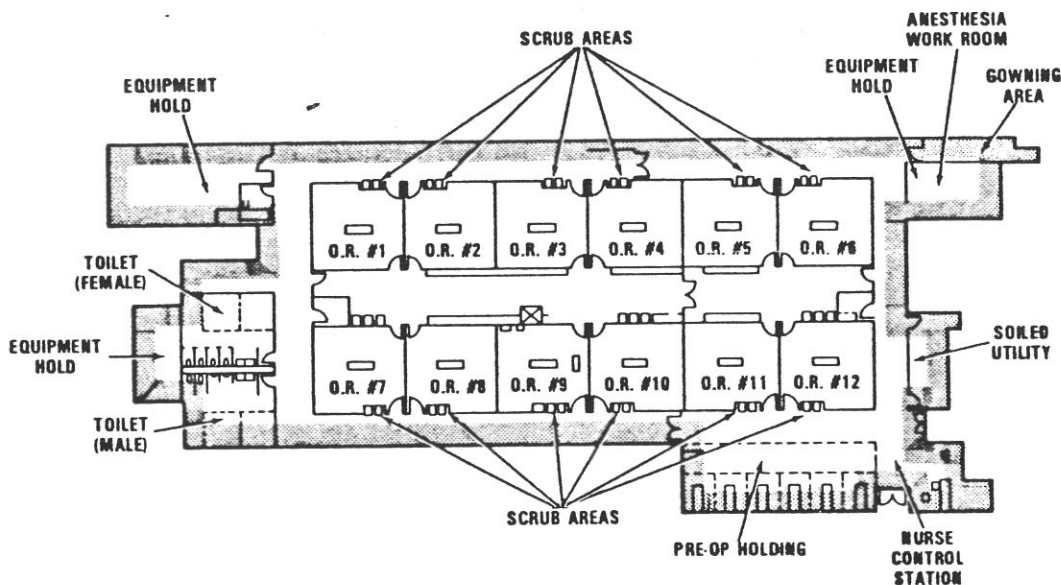 SCRUB AREAS
ANESTHESIA
WORK ROOM
EQUIPMENT
HOLD
EQUIPMENT
HOLD
GOWNING
AREA
O.R. #1
O.R. #2
O.R. #3
O.R. #4
O.R. #5
O.R. #6
TOILET
(FEMALE)
EQUIPMENT
HOLD
SOILED
UTILITY
O.R. #7
O.R. #8
O.R. #9
O.R. #10
O.R. #11
O.R. #12
TOILET
(MALE)
SCRUB AREAS
PRE-OP HOLDING
NURSE
CONTROL
STATION